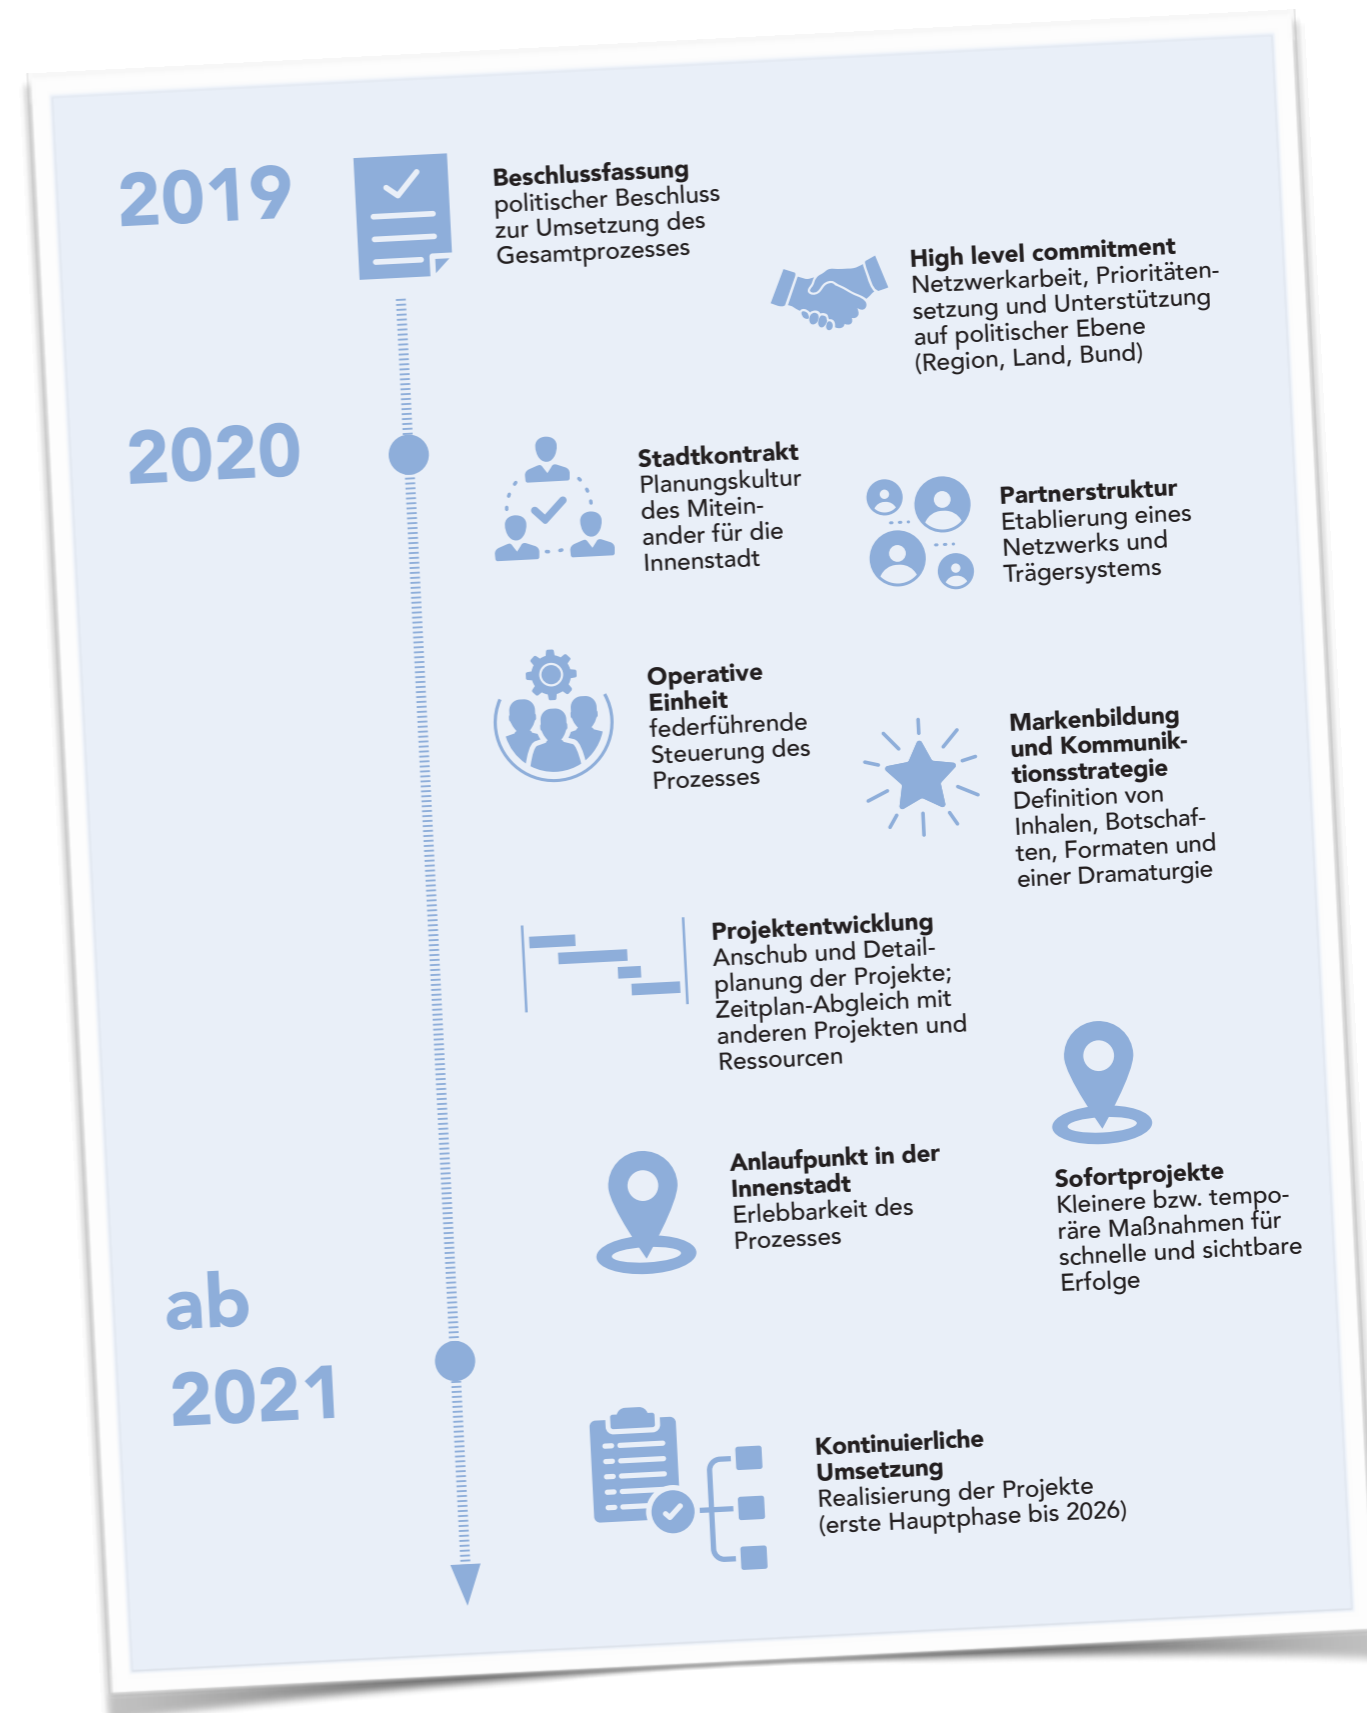 2019
Beschlussfassung
politischer Beschluss
zur Umsetzung des
Gesamtprozesses
High level commitment
Netzwerkarbeit, Prioritäten-
setzung und Unterstützung
auf politischer Ebene
(Region, Land, Bund)
2020
Stadtkontrakt
Planungskultur
des Mitein-
ander für die
Innenstadt
Partnerstruktur
Etablierung eines
Netzwerks und
Trägersystems
Operative
Einheit
federführende
Steuerung des
Prozesses
Markenbildung
und Kommunik-
tionsstrategie
Definition von
Inhalen, Botschaf-
ten, Formaten und
einer Dramaturgie
Projektentwicklung
Anschub und Detail-
planung der Projekte;
Zeitplan-Abgleich mit
anderen Projekten und
Ressourcen
Anlaufpunkt in der
Innenstadt
Erlebbarkeit des
Prozesses
Sofortprojekte
Kleinere bzw. tempo-
räre Maßnahmen für
schnelle und sichtbare
Erfolge
ab
2021
Kontinuierliche
Umsetzung
Realisierung der Projekte
(erste Hauptphase bis 2026)